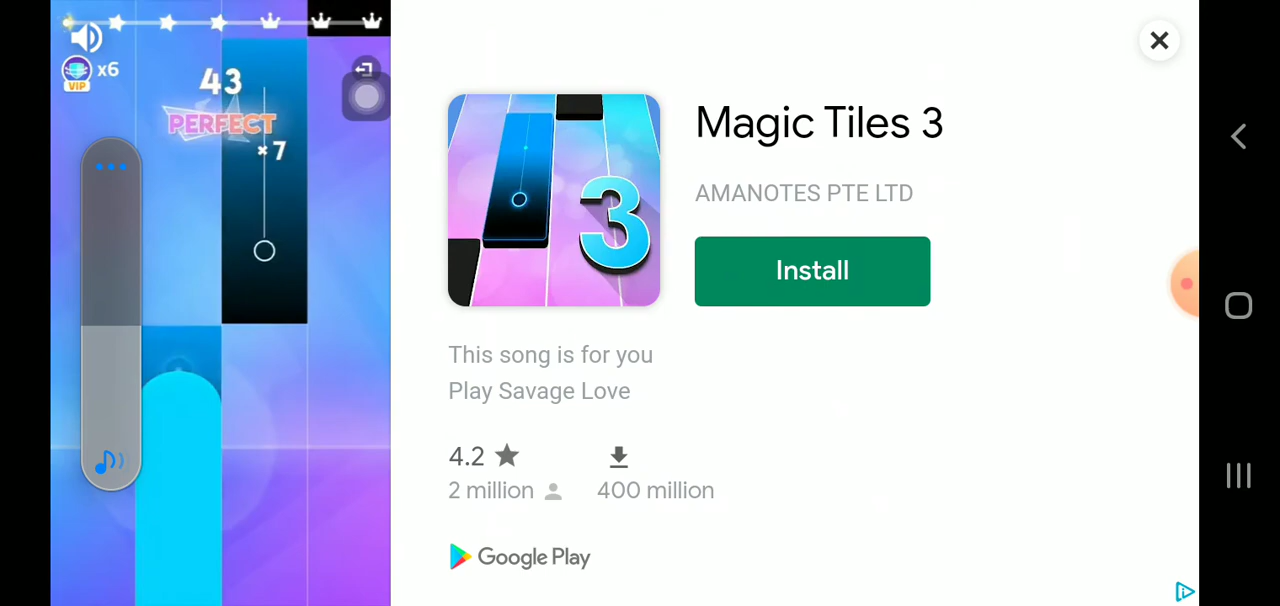 x6
VIP
43
PERFECT
×7
3
Magic Tiles 3
AMANOTES PTE LTD
Install
This song is for you
Play Savage Love
4.2
2 million
400 million
Google Play